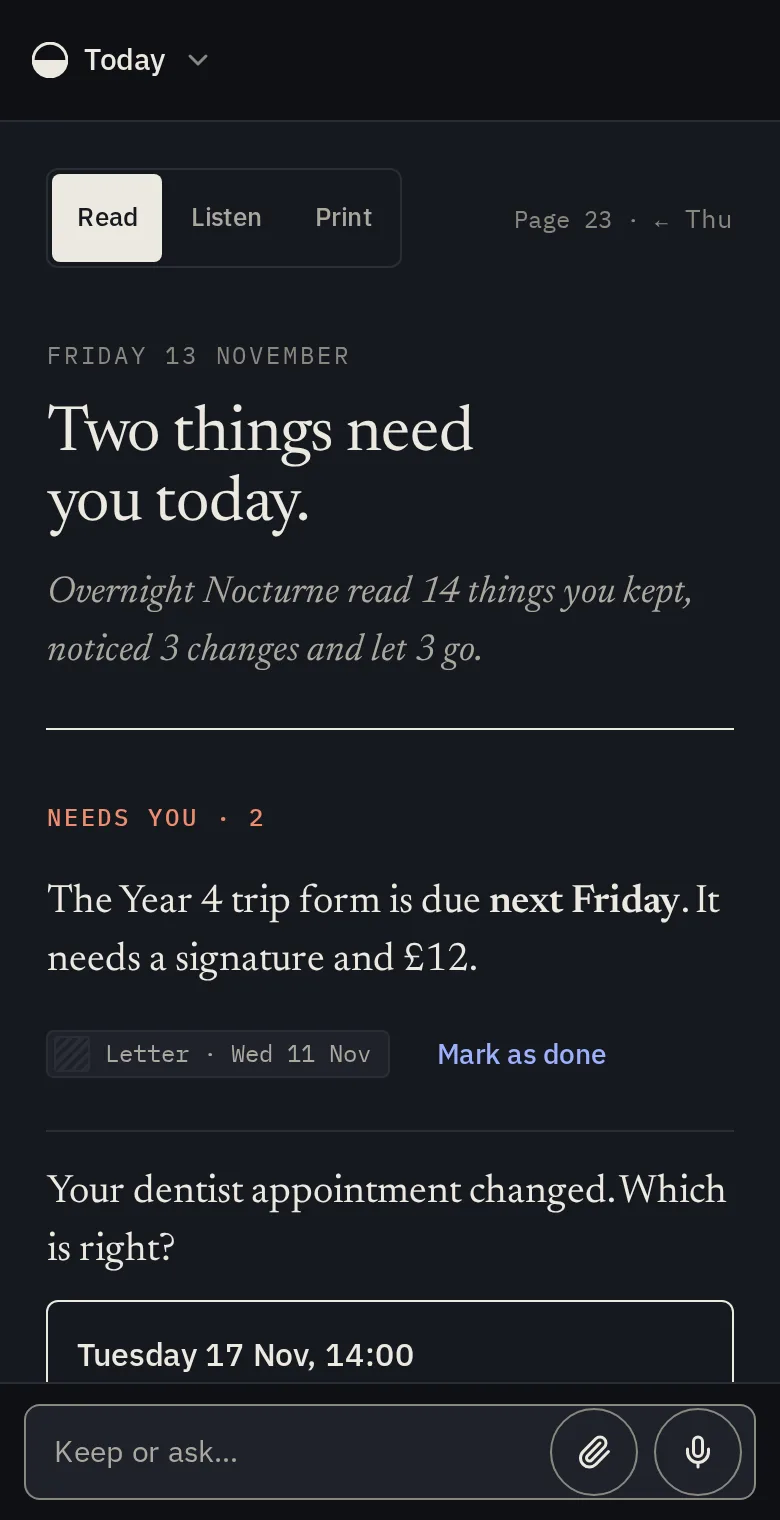 Today
Read Listen Print
Page 23 · ← Thu
FRIDAY 13 NOVEMBER
Two things need
you today.
Overnight Nocturne read 14 things you kept,
noticed 3 changes and let 3 go.
NEEDS YOU · 2
The Year 4 trip form is due next Friday. It
needs a signature and £12.
Letter · Wed 11 Nov
Mark as done
Your dentist appointment changed. Which
is right?
Tuesday 17 Nov, 14:00
Keep or ask...